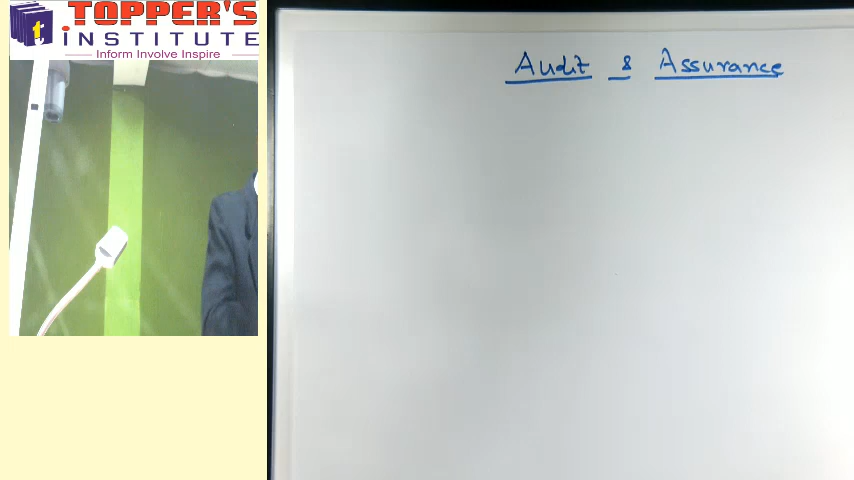 TOPPER'S
t
iNSTITUTE
Inform Involve Inspire
Audit & Assurance